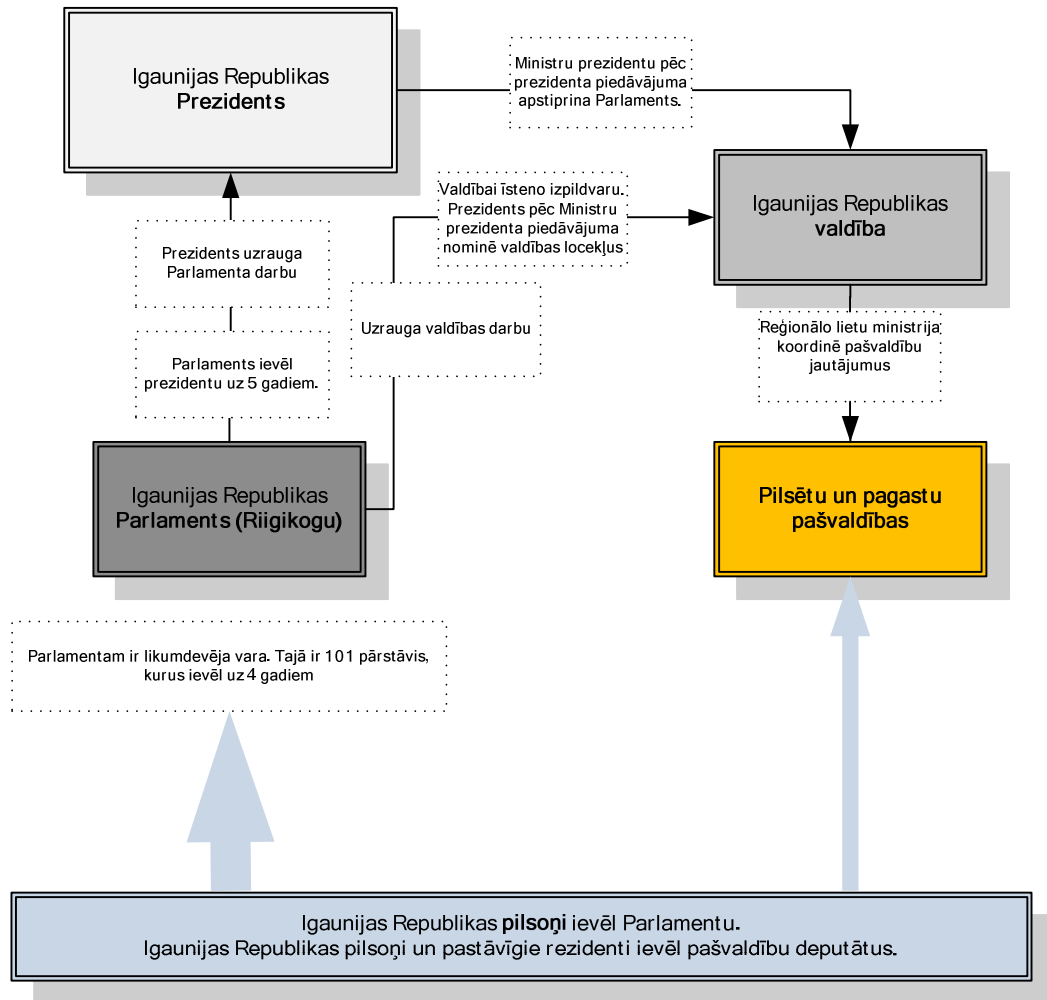 Igaunijas Republikas
Prezidents
Ministru prezidentu pēc
prezidenta piedāvājuma
apstiprina Parlaments.
Valdībai īsteno izpildvaru.
Prezidents pēc Ministru
prezidenta piedāvājuma
nominē valdības locekļus
Igaunijas Republikas
valdība
Prezidents uzrauga
Parlamenta darbu
Uzrauga valdības darbu
Reģionālo lietu ministrija
koordinē pašvaldību
jautājumus
Parlaments ievēl
prezidentu uz 5 gadiem.
Igaunijas Republikas
Parlaments (Riigikogu)
Pilsētu un pagastu
pašvaldības
Parlamentam ir likumdevēja vara. Tajā ir 101 pārstāvis,
kurus ievēl uz 4 gadiem
Igaunijas Republikas pilsoņi ievēl Parlamentu.
Igaunijas Republikas pilsoņi un pastāvīgie rezidenti ievēl pašvaldību deputātus.